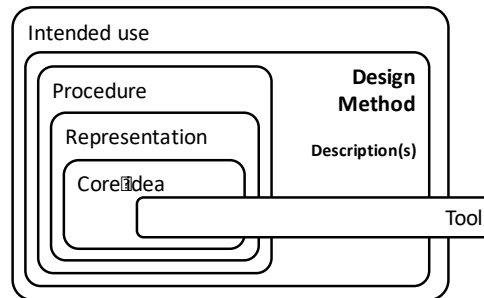 Intended use
Design
Method
Procedure
Representation
Description(s)
Core Idea
Tool